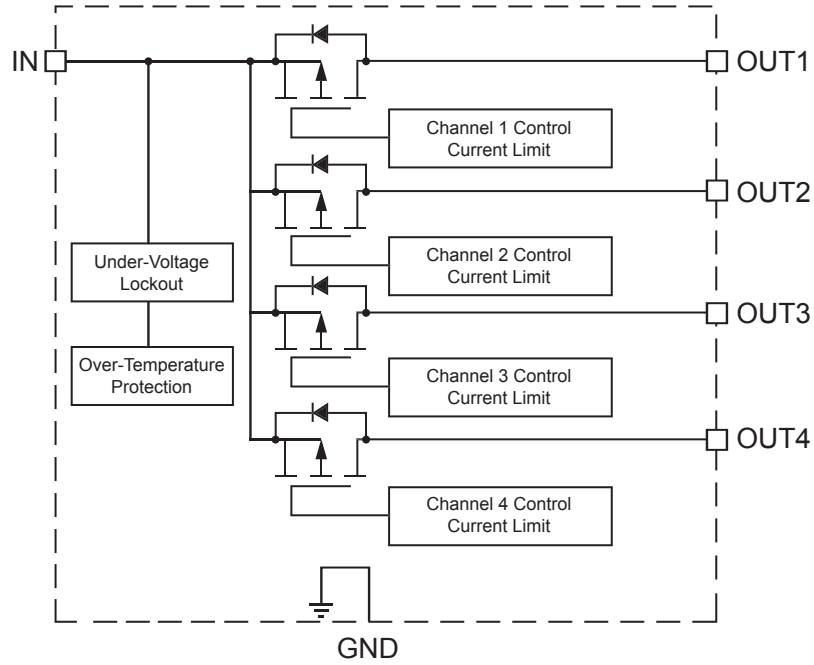 IN
OUT1
Channel 1 Control
Current Limit
OUT2
Under-Voltage
Lockout
Channel 2 Control
Current Limit
OUT3
Over-Temperature
Protection
Channel 3 Control
Current Limit
OUT4
Channel 4 Control
Current Limit
GND